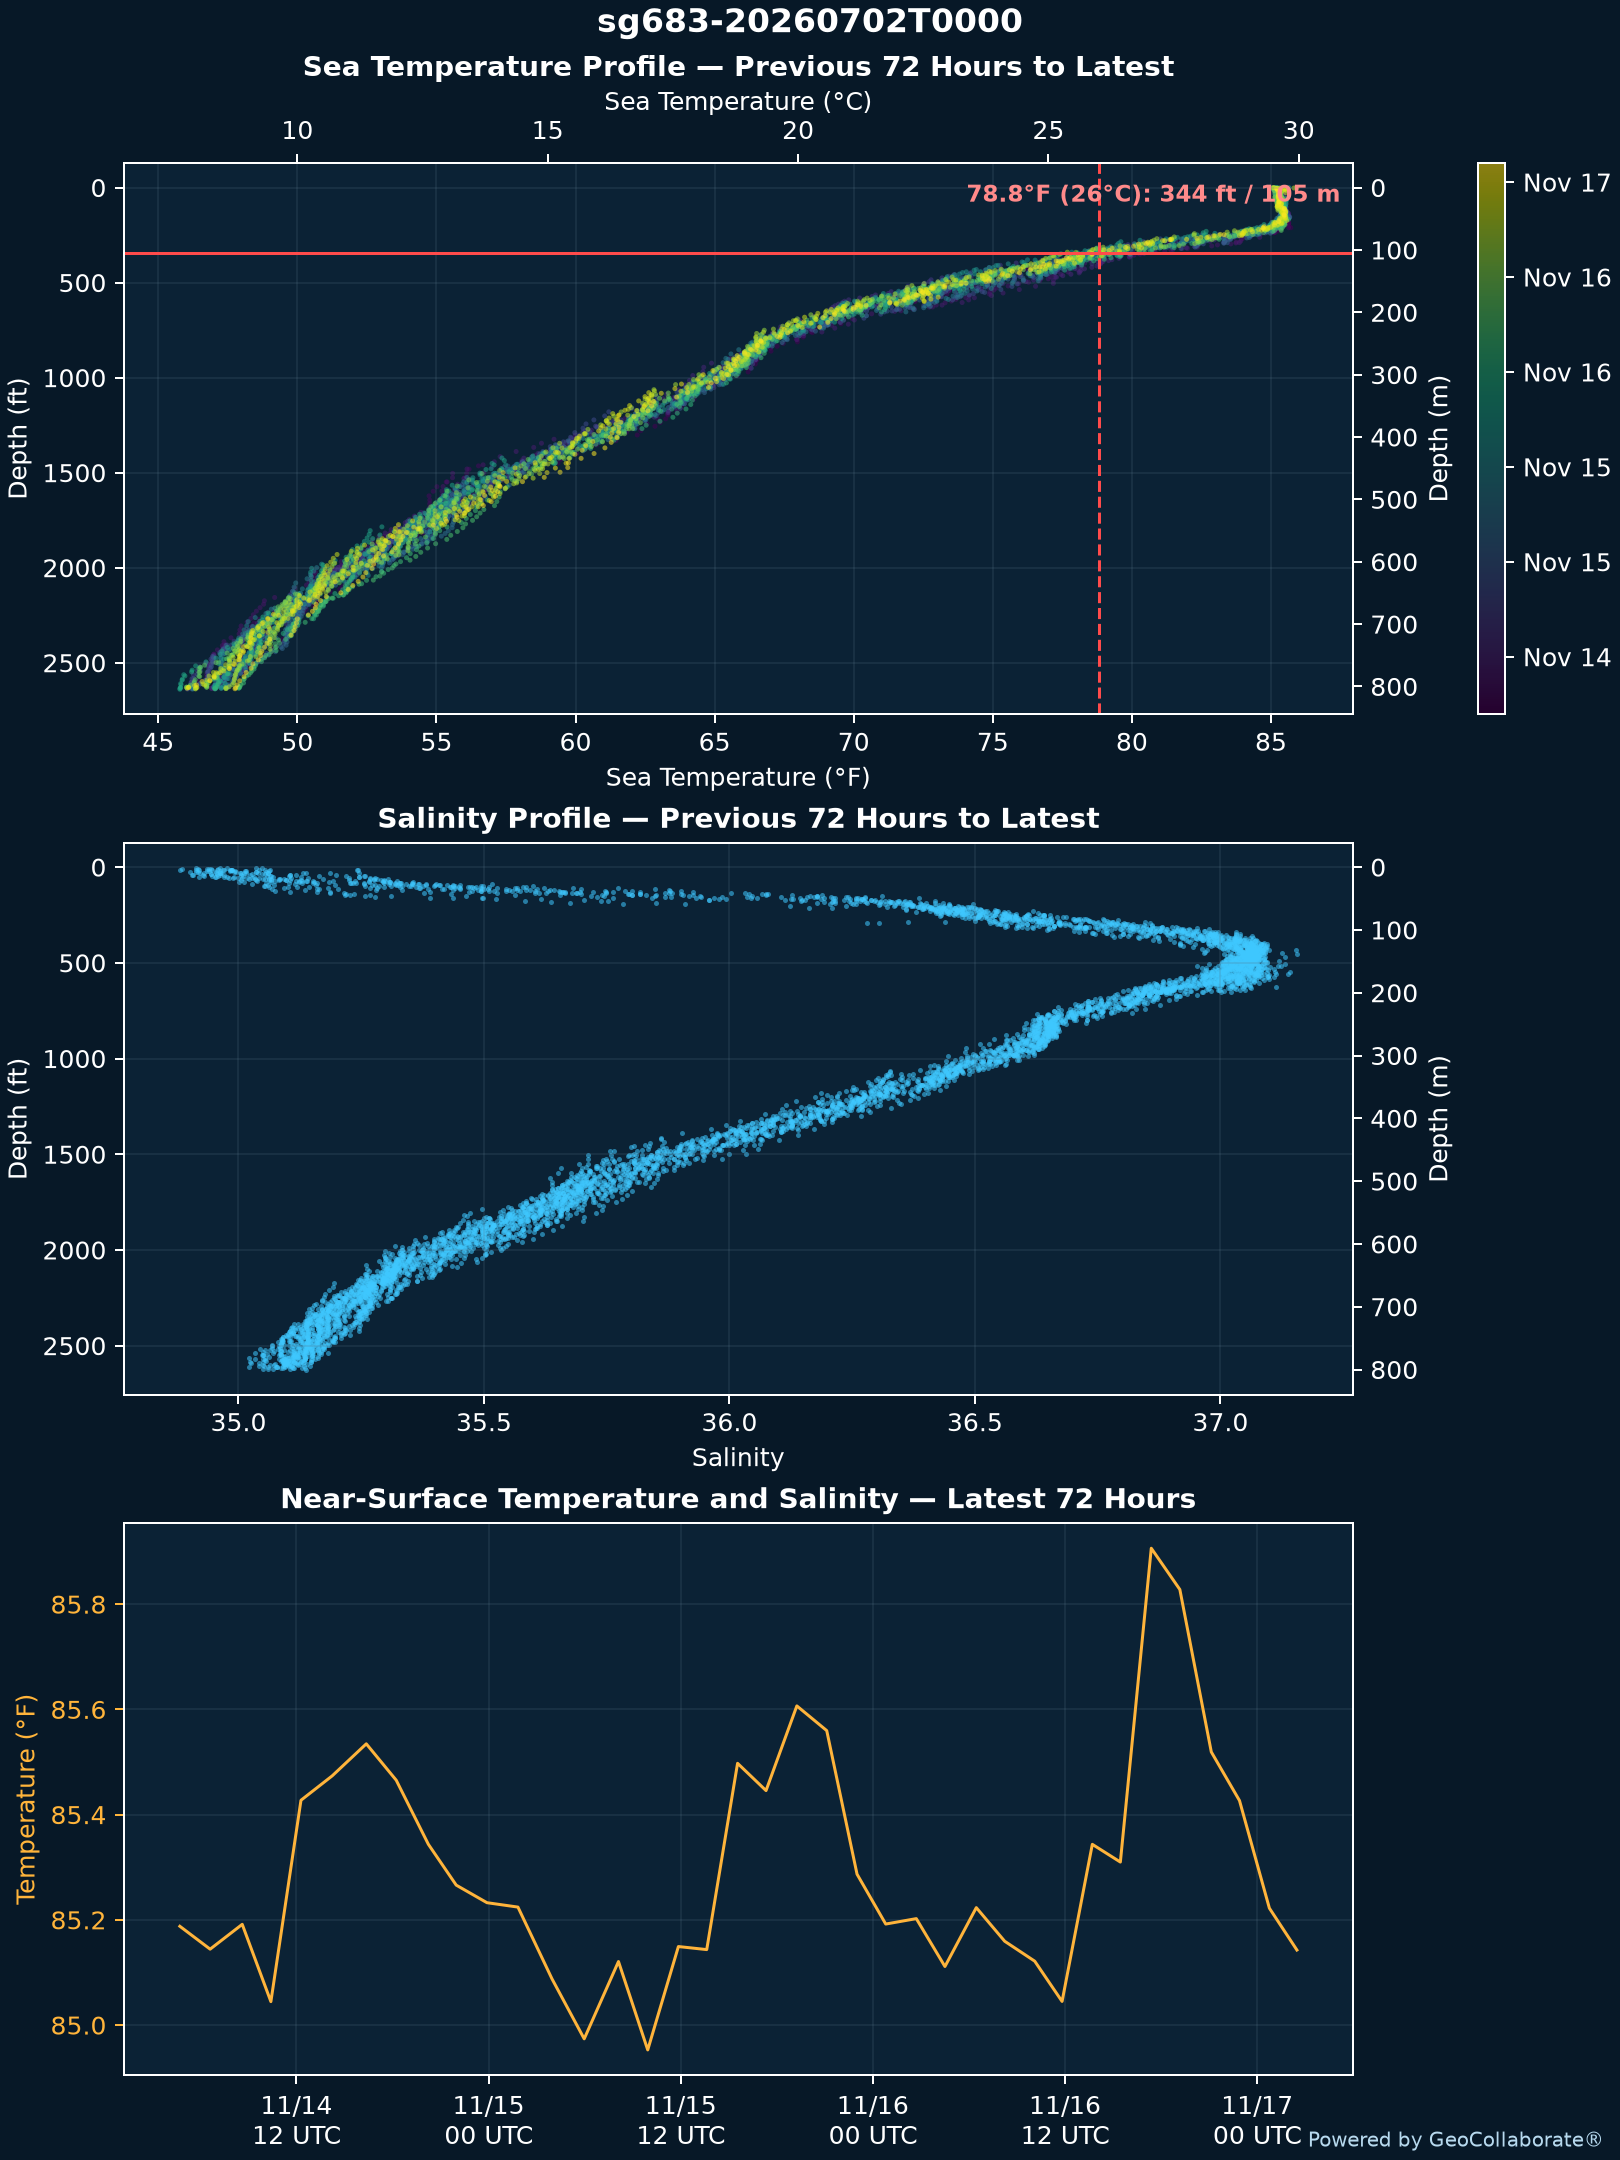 sg683-20260702T0000
Sea Temperature Profile — Previous 72 Hours to Latest
Sea Temperature (°C)
10 15 20 25 30
78.8°F (26°C): 344 ft / 105 m
0
500
1000
1500
2000
2500
Depth (ft)
0
100
200
300
400
500
600
700
800
Depth (m)
Nov 17
Nov 16
Nov 16
Nov 15
Nov 15
Nov 14
45 50 55 60 65 70 75 80 85
Sea Temperature (°F)
Salinity Profile — Previous 72 Hours to Latest
0
500
1000
1500
2000
2500
Depth (ft)
0
100
200
300
400
500
600
700
800
Depth (m)
35.0 35.5 36.0 36.5 37.0
Salinity
Near-Surface Temperature and Salinity — Latest 72 Hours
85.8
85.6
85.4
85.2
85.0
Temperature (°F)
11/14 11/15 11/15 11/16 11/16 11/17
12 UTC 00 UTC 12 UTC 00 UTC 12 UTC 00 UTC
Powered by GeoCollaborate®